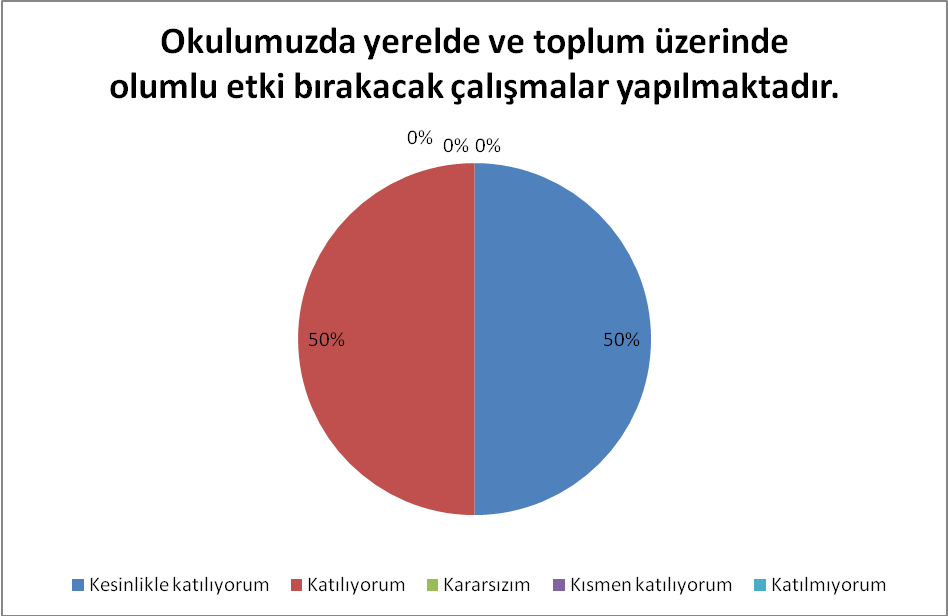 Okulumuzda yerelde ve toplum üzerinde
olumlu etki bırakacak çalışmalar yapılmaktadır.
0%
0% 0%
50%
50%
Kesinlikle katılıyorum Katılıyorum Kararsızım Kısmen katılıyorum Katılmıyorum